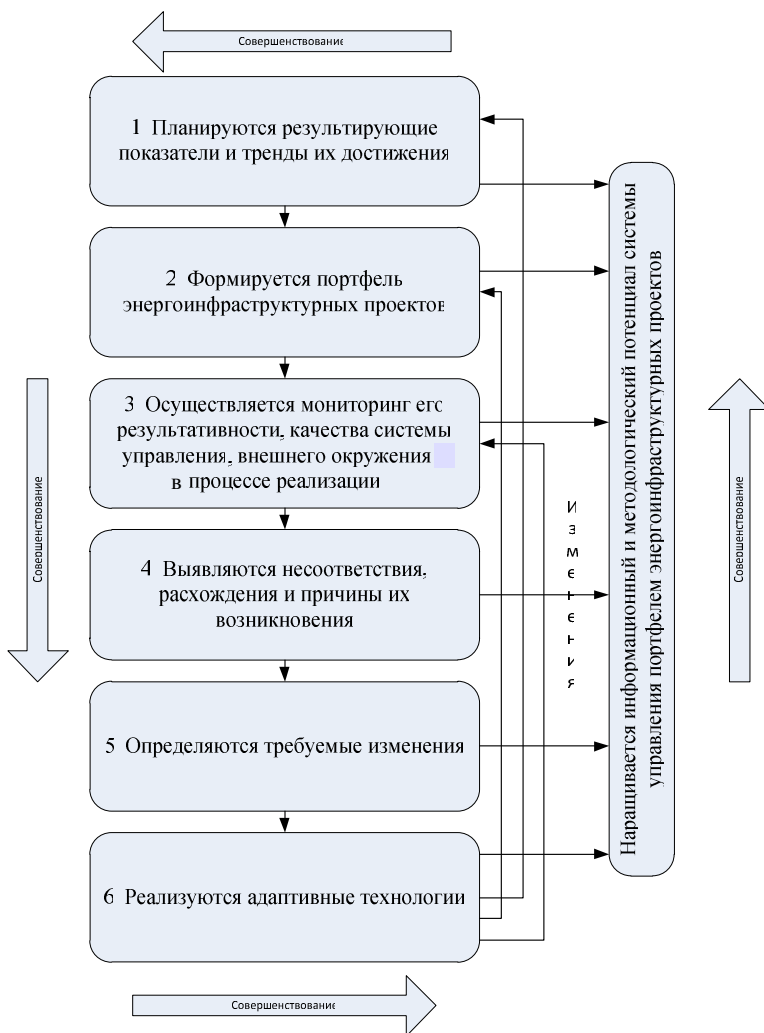 Совершенствование
1 Планируются результирующие
показатели и тренды их достижения
2 Формируется портфель
энергоинфраструктурных проектов
3 Осуществляется мониторинг его
результативности, качества системы
управления, внешнего окружения
в процессе реализации
4 Выявляются несоответствия,
расхождения и причины их
возникновения
5 Определяются требуемые изменения
6 Реализуются адаптивные технологии
Совершенствование
Изменения
Наращивается информационный и методологический потенциал системы
управления портфелем энергоинфраструктурных проектов
Совершенствование
Совершенствование